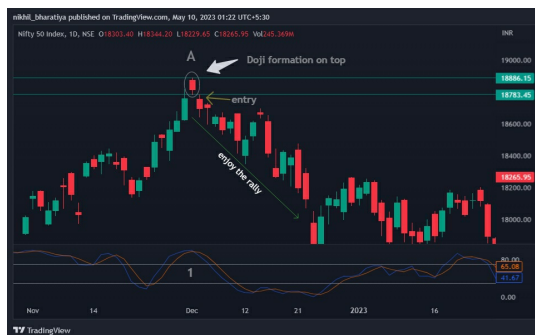 nikhil_bharatiya published on TradingView.com, May 10, 2023 01:22 UTC+5:30
Nifty 50 Index, 1D, NSE O18303.40 H18344.20 L18229.65 C18265.95 Vol245.369M
INR
A
Doji formation on top
19000.00
18886.15
18783.45
entry
18600.00
enjoy the rally
18400.00
18265.95
18200.00
18000.00
80.00
65.08
1
41.67
0.00
Nov 14 Dec 12 21 2023 16
TradingView